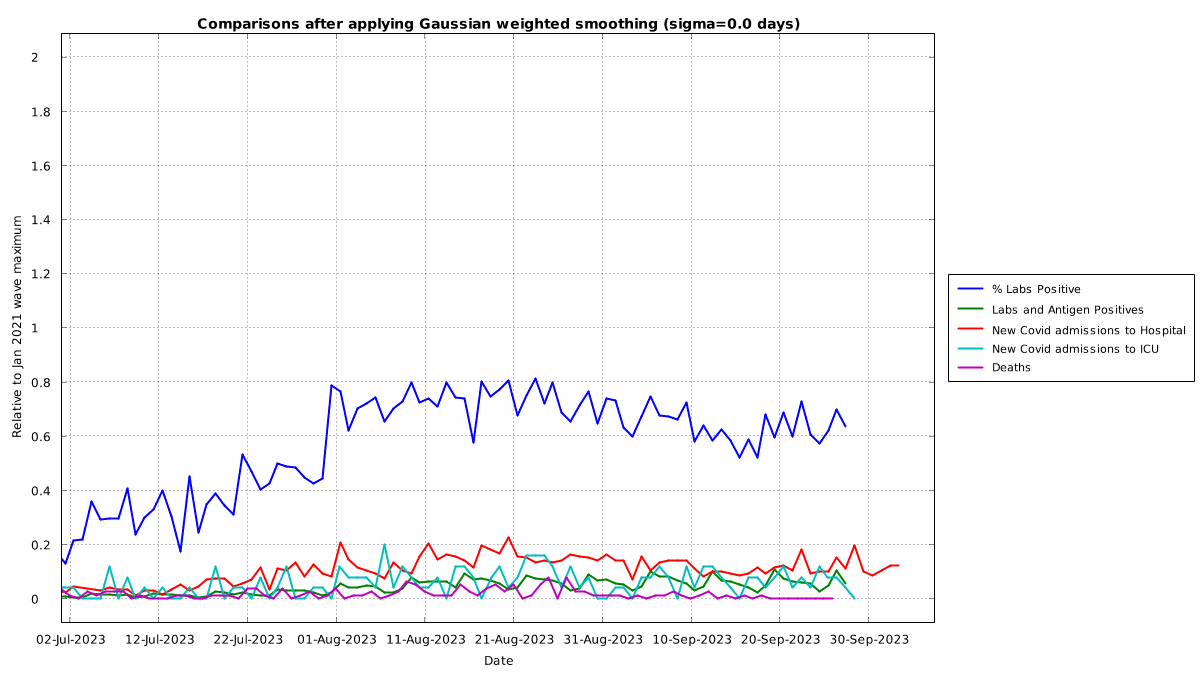 Comparisons after applying Gaussian weighted smoothing (sigma=0.0 days)
Relative to Jan 2021 wave maximum
2
1.8
1.6
1.4
1.2
1
0.8
0.6
0.4
0.2
0
02-Jul-2023 12-Jul-2023 22-Jul-2023 01-Aug-2023 11-Aug-2023 21-Aug-2023 31-Aug-2023 10-Sep-2023 20-Sep-2023 30-Sep-2023
Date
% Labs Positive
Labs and Antigen Positives
New Covid admissions to Hospital
New Covid admissions to ICU
Deaths